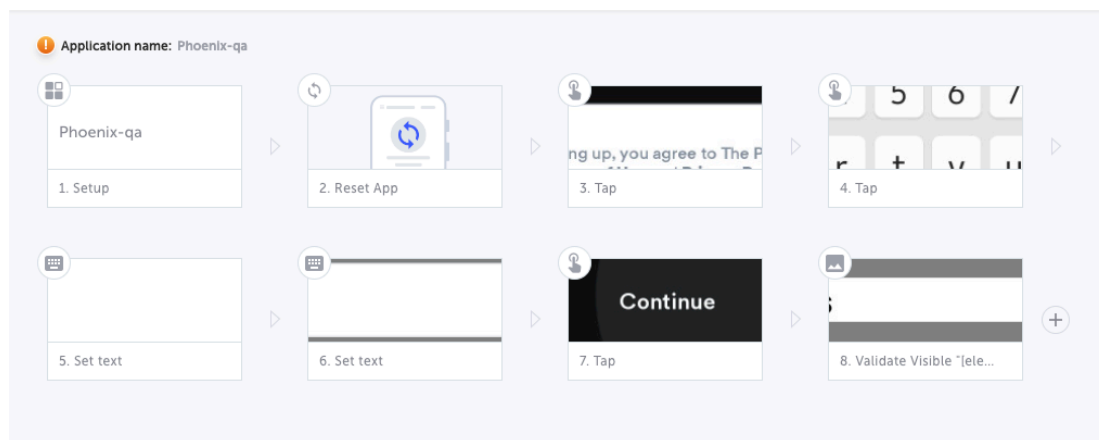 Application name: Phoenix-qa
Phoenix-qa
1. Setup
2. Reset App
ng up, you agree to The P
3. Tap
5 6 7
r t y u
4. Tap
5. Set text
6. Set text
Continue
7. Tap
s
8. Validate Visible "[ele...